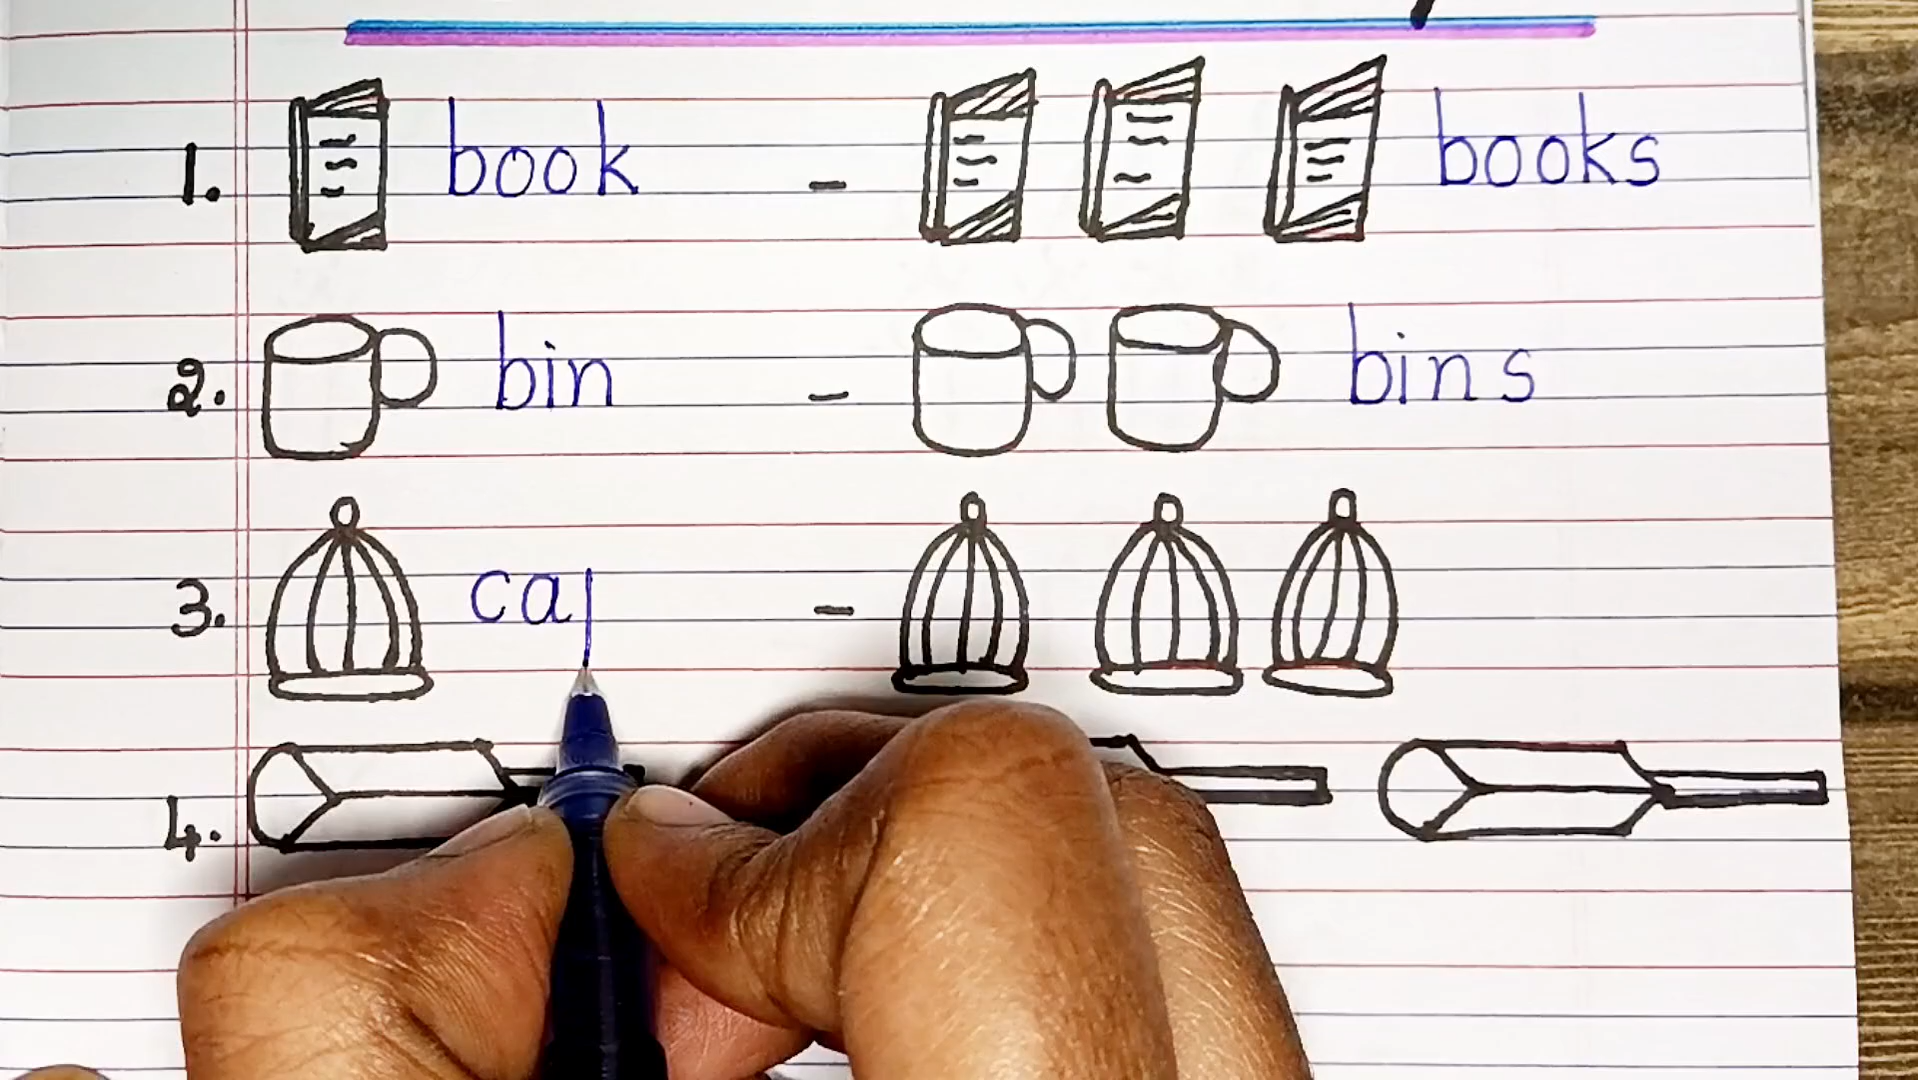 1. book - books
2. bin - bins
3. ca -
4.